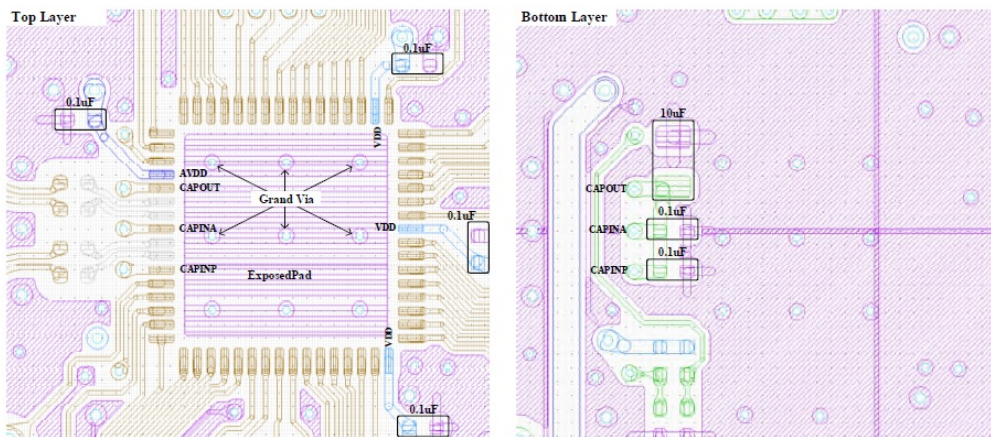 Top Layer
0.1uF
0.1uF
VDD
AVDD
CAPOUT
Grand Via
CAPINA
VDD
0.1uF
CAPINP
ExposedPad
VDD
0.1uF
Bottom Layer
10uF
CAPOUT
0.1uF
CAPINA
0.1uF
CAPINP